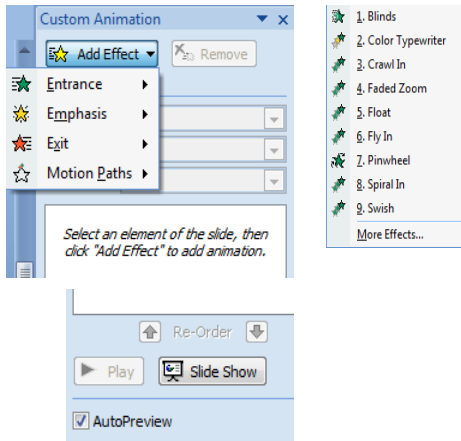 Custom Animation
Add Effect
Remove
Entrance
Emphasis
Exit
Motion Paths
Select an element of the slide, then
click "Add Effect" to add animation.
1. Blinds
2. Color Typewriter
3. Crawl In
4. Faded Zoom
5. Float
6. Fly In
7. Pinwheel
8. Spiral In
9. Swish
More Effects...
Re-Order
Play
Slide Show
AutoPreview